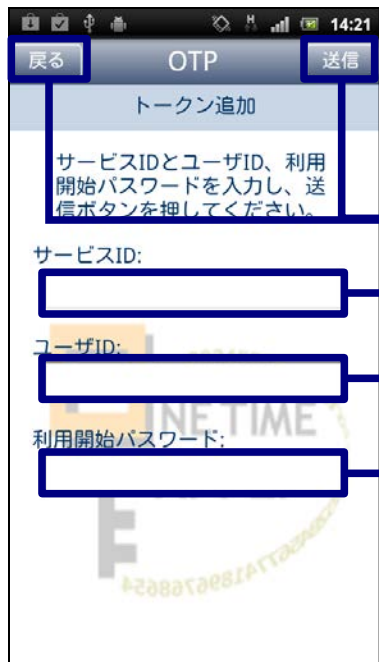 H 14:21
戻る OTP 送信
トークン追加
サービスIDとユーザID、利用
開始パスワードを入力し、送
信ボタンを押してください。
サービスID:
ユーザID:
NETIME
利用開始パスワード: